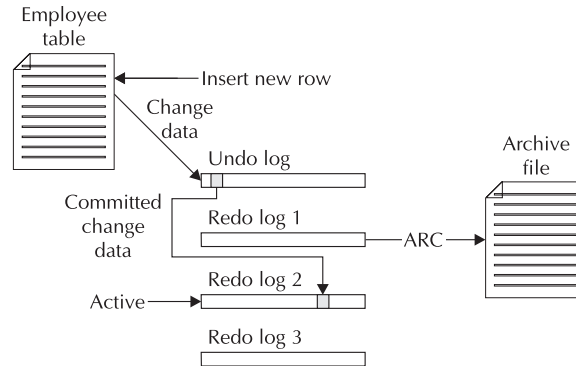 Employee
table
Insert new row
Change
data
Archive
file
Undo log
Committed
change
data
Redo log 1
ARC
Redo log 2
Active
Redo log 3